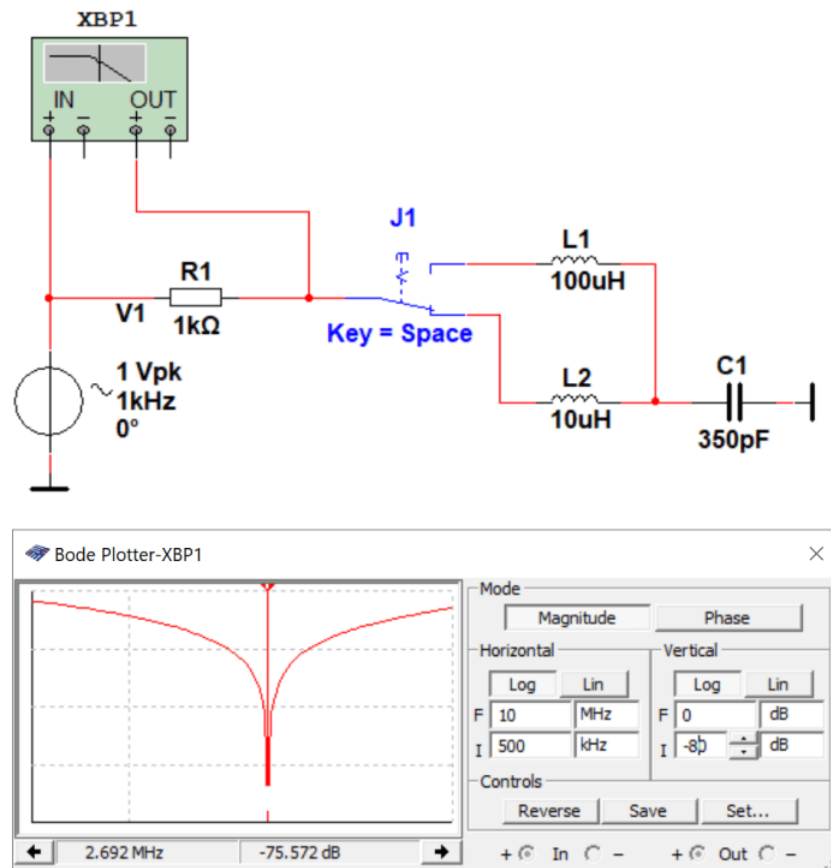 XBP1
IN OUT
+ - + -
J1
L1
100uH
R1
V1
1kΩ
Key = Space
1 Vpk
1kHz
0°
L2
10uH
C1
350pF
Bode Plotter-XBP1
Mode
Magnitude Phase
Horizontal Vertical
Log Lin Log Lin
F 10 MHz F 0 dB
I 500 kHz I -80 dB
Controls
Reverse Save Set...
2.692 MHz -75.572 dB
+ In - + Out -